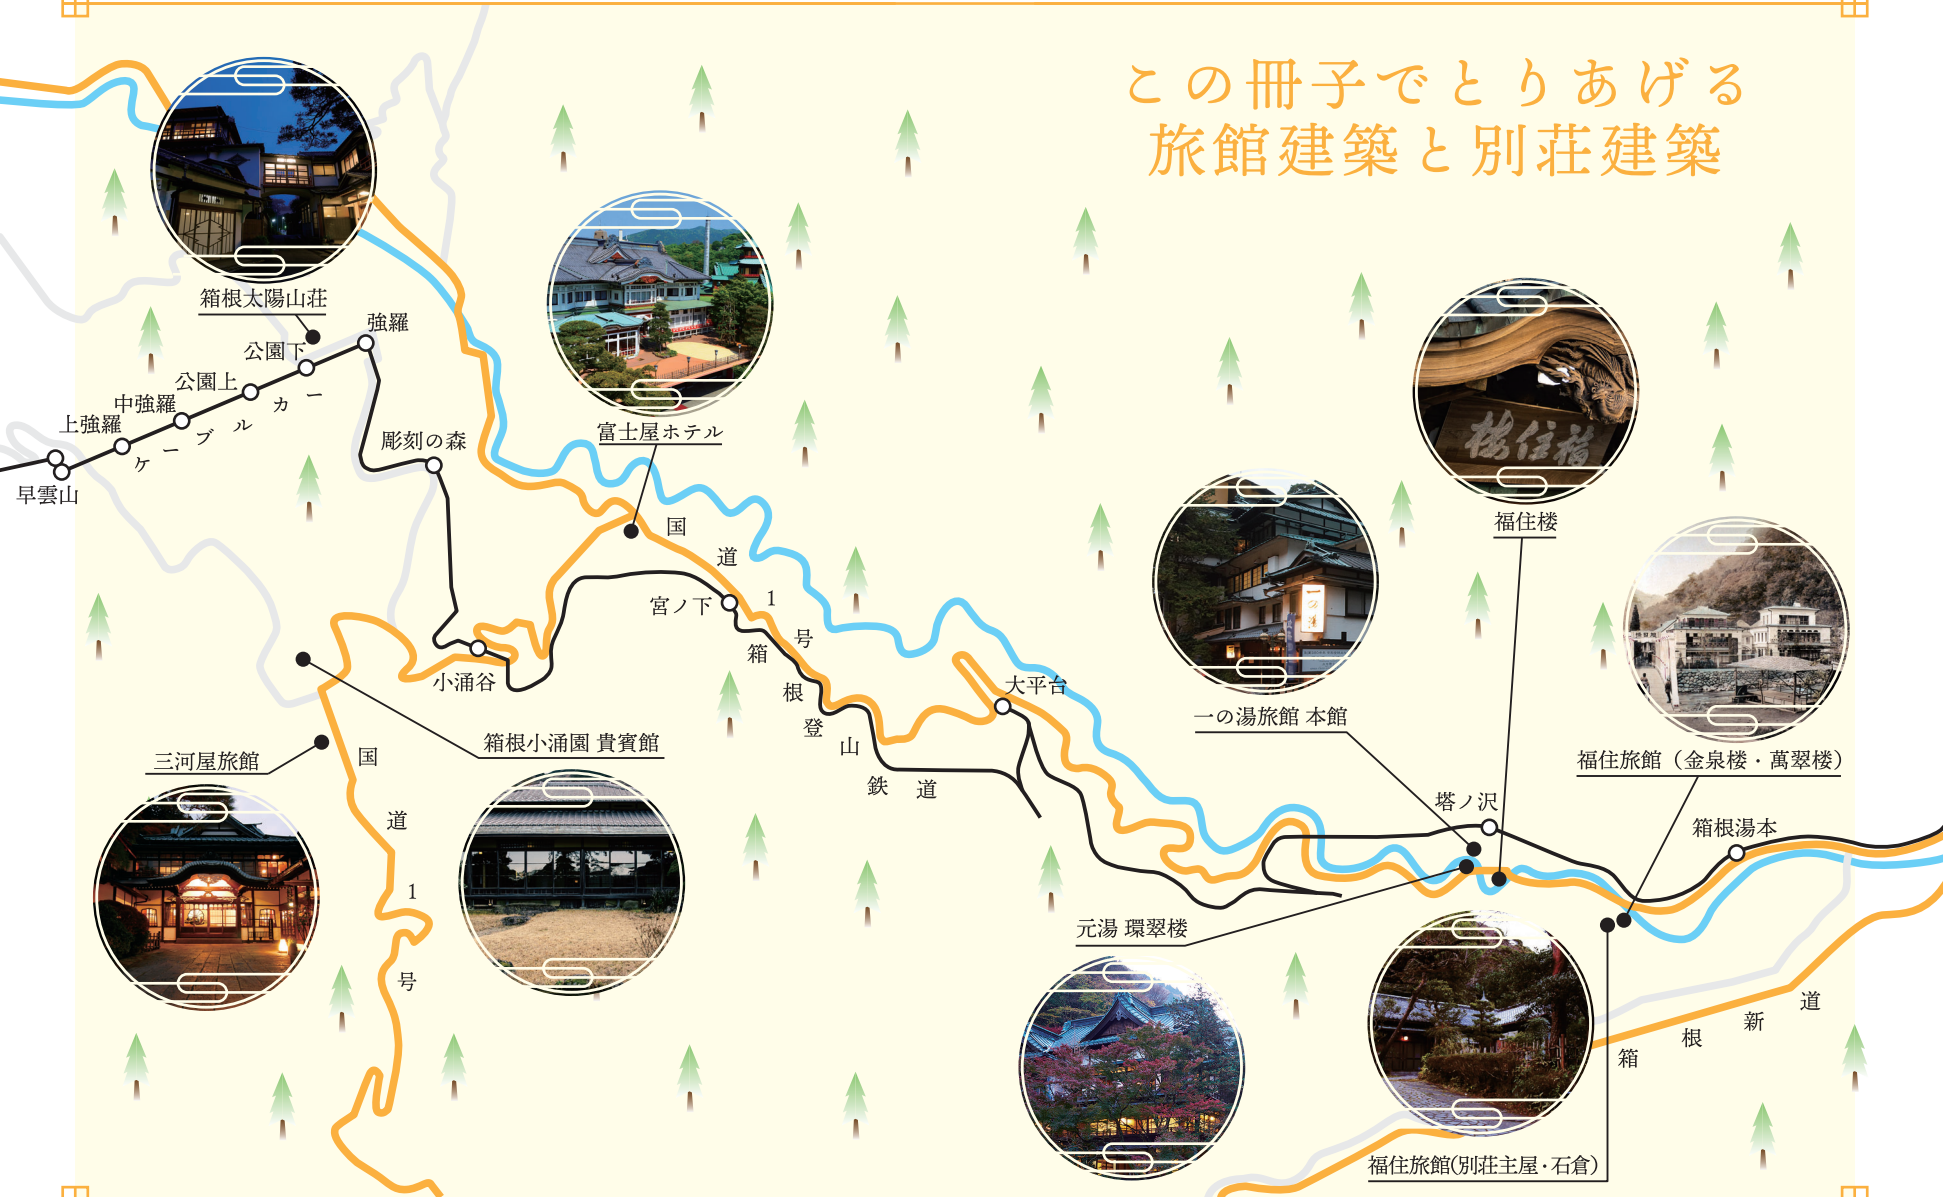 この冊子でとりあげる
旅館建築と別荘建築
箱根太陽山荘
強羅
公園下
公園上
中強羅
上強羅
早雲山
ケーブルカー
彫刻の森
富士屋ホテル
国道1号
宮ノ下
箱根登山鉄道
小涌谷
大平台
箱根小涌園 貴賓館
三河屋旅館
国道1号
福住楼
楼住福
一の湯
一の湯旅館 本館
福住旅館（金泉楼・萬翠楼）
塔ノ沢
箱根湯本
元湯 環翠楼
箱根新道
福住旅館(別荘主屋・石倉)